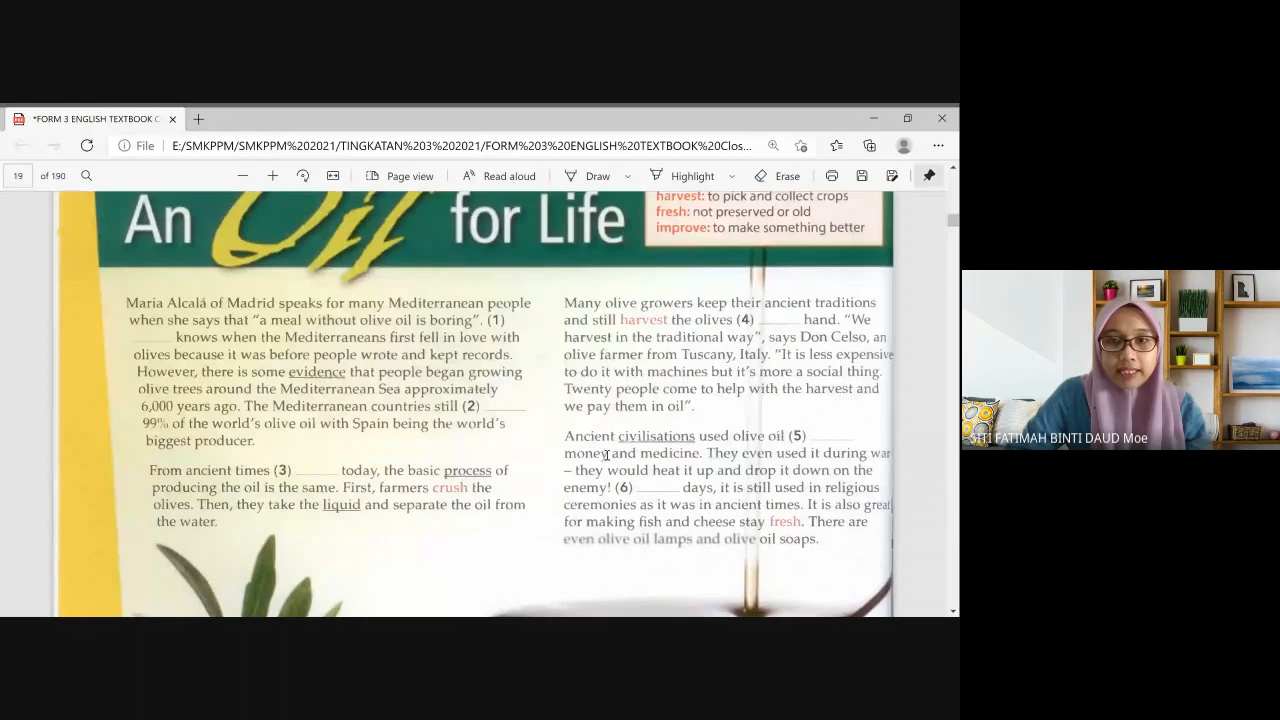 *FORM 3 ENGLISH TEXTBOOK C
File
E:/SMKPPM/SMKPPM%202021/TINGKATAN%203%202021/FORM%203%20ENGLISH%20TEXTBOOK%20Clos...
19 of 190
Page view
Read aloud
Draw
Highlight
Erase
An Oil for Life
harvest: to pick and collect crops
fresh: not preserved or old
improve: to make something better
Maria Alcalá of Madrid speaks for many Mediterranean people
when she says that “a meal without olive oil is boring”. (1)
______ knows when the Mediterraneans first fell in love with
olives because it was before people wrote and kept records.
However, there is some evidence that people began growing
olive trees around the Mediterranean Sea approximately
6,000 years ago. The Mediterranean countries still (2) ______
99% of the world’s olive oil with Spain being the world’s
biggest producer.
From ancient times (3) ______ today, the basic process of
producing the oil is the same. First, farmers crush the
olives. Then, they take the liquid and separate the oil from
the water.
Many olive growers keep their ancient traditions
and still harvest the olives (4) ______ hand. “We
harvest in the traditional way”, says Don Celso, an
olive farmer from Tuscany, Italy. “It is less expensive
to do it with machines but it’s more a social thing.
Twenty people come to help with the harvest and
we pay them in oil”.
Ancient civilisations used olive oil (5) ______
money and medicine. They even used it during war
– they would heat it up and drop it down on the
enemy! (6) ______ days, it is still used in religious
ceremonies as it was in ancient times. It is also great
for making fish and cheese stay fresh. There are
even olive oil lamps and olive oil soaps.
SITI FATIMAH BINTI DAUD Moe